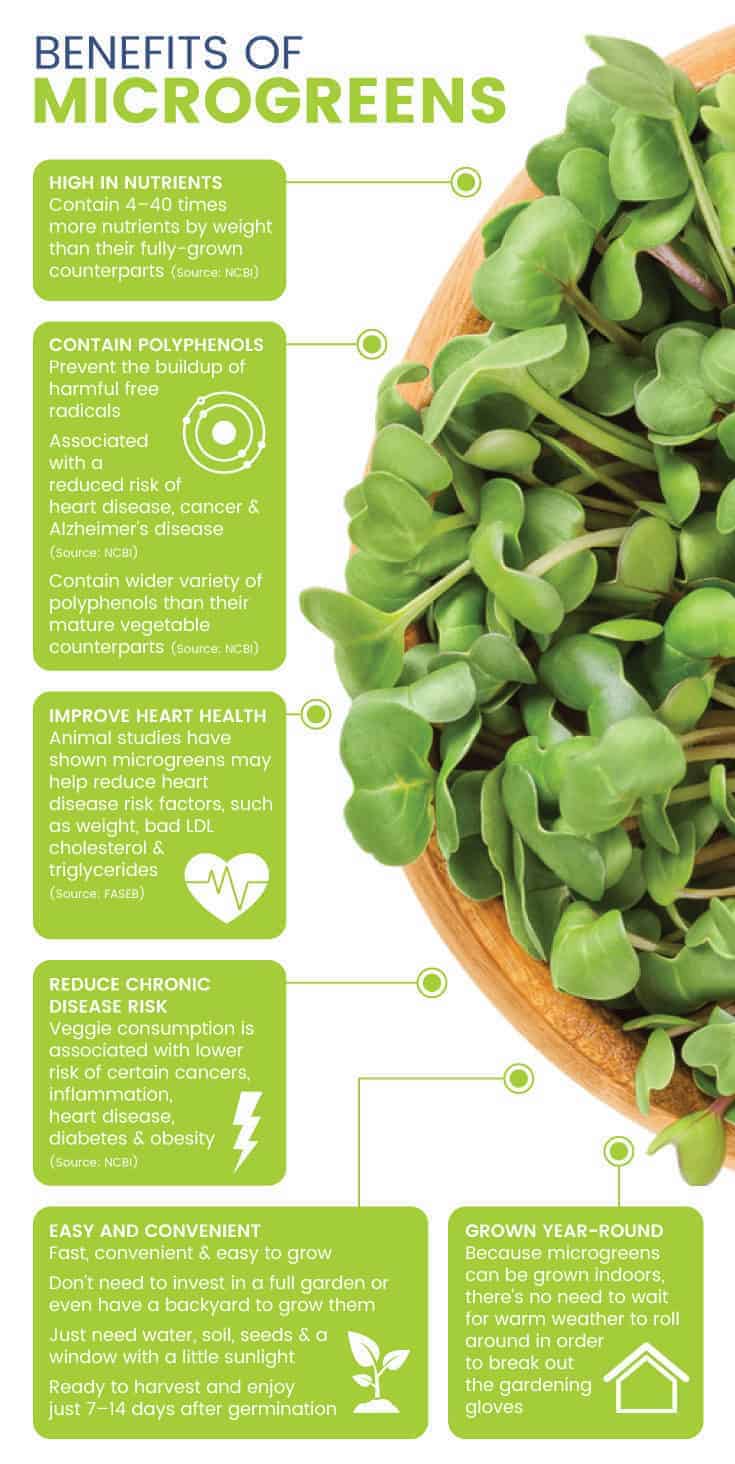 BENEFITS OF
MICROGREENS
HIGH IN NUTRIENTS
Contain 4–40 times
more nutrients by weight
than their fully-grown
counterparts (Source: NCBI)
CONTAIN POLYPHENOLS
Prevent the buildup of
harmful free
radicals
Associated
with a
reduced risk of
heart disease, cancer &
Alzheimer's disease
(Source: NCBI)
Contain wider variety of
polyphenols than their
mature vegetable
counterparts (Source: NCBI)
IMPROVE HEART HEALTH
Animal studies have
shown microgreens may
help reduce heart
disease risk factors, such
as weight, bad LDL
cholesterol &
triglycerides
(Source: FASEB)
REDUCE CHRONIC
DISEASE RISK
Veggie consumption is
associated with lower
risk of certain cancers,
inflammation,
heart disease,
diabetes & obesity
(Source: NCBI)
EASY AND CONVENIENT
Fast, convenient & easy to grow
Don't need to invest in a full garden or
even have a backyard to grow them
Just need water, soil, seeds & a
window with a little sunlight
Ready to harvest and enjoy
just 7–14 days after germination
GROWN YEAR-ROUND
Because microgreens
can be grown indoors,
there's no need to wait
for warm weather to roll
around in order
to break out
the gardening
gloves